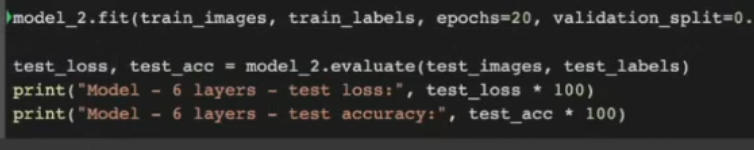 model_2.fit(train_images, train_labels, epochs=20, validation_split=0.
test_loss, test_acc = model_2.evaluate(test_images, test_labels)
print("Model - 6 layers - test loss:", test_loss * 100)
print("Model - 6 layers - test accuracy:", test_acc * 100)